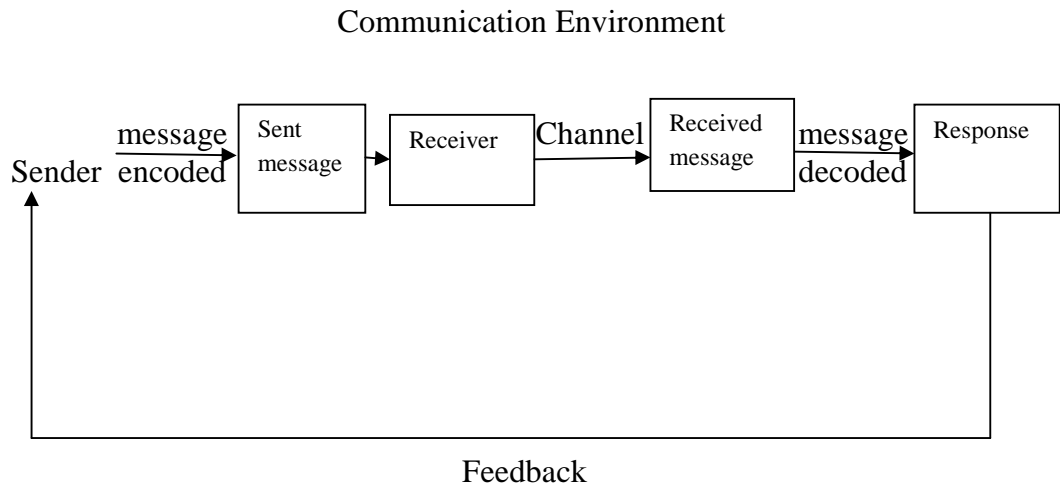 Communication Environment
Sender
message
encoded
Sent
message
Receiver
Channel
Received
message
message
decoded
Response
Feedback